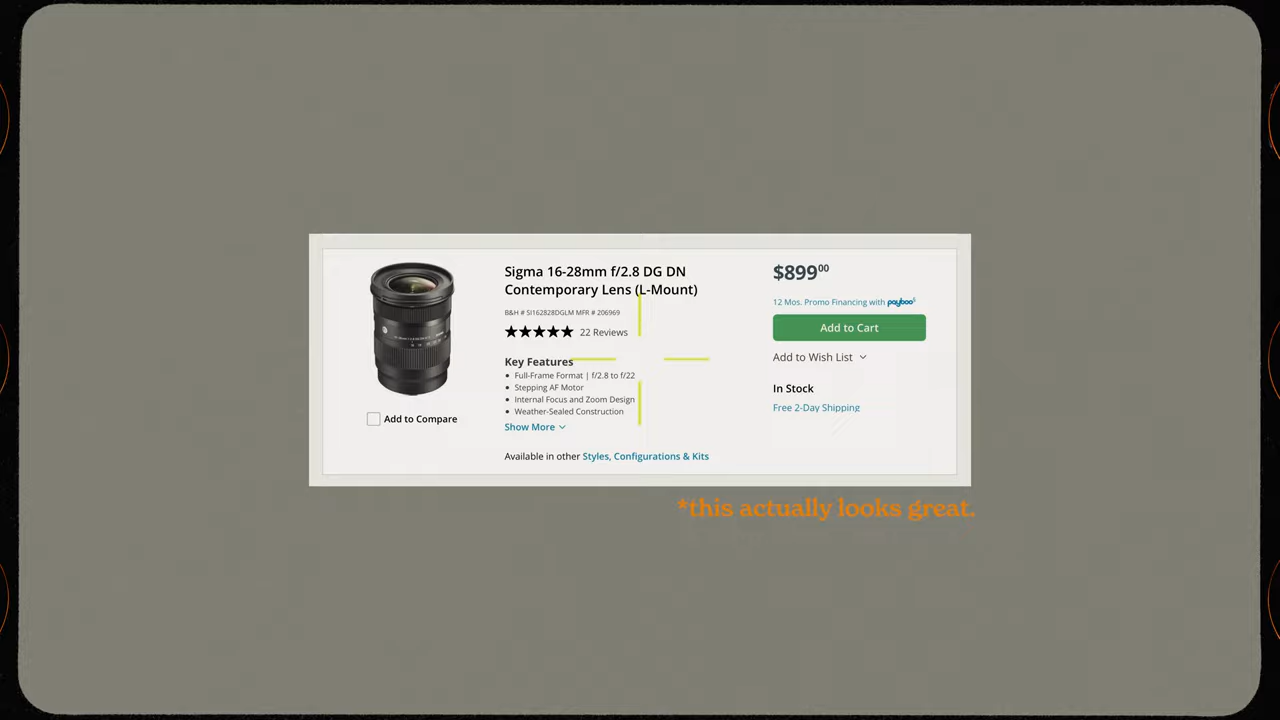 Sigma 16-28mm f/2.8 DG DN
Contemporary Lens (L-Mount)
B&H # SI162828DGLM MFR # 206969
22 Reviews
Key Features
Full-Frame Format | f/2.8 to f/22
Stepping AF Motor
Internal Focus and Zoom Design
Weather-Sealed Construction
Show More
Available in other Styles, Configurations & Kits
Add to Compare
$899.00
12 Mos. Promo Financing with payboo$
Add to Cart
Add to Wish List
In Stock
Free 2-Day Shipping
*this actually looks great.